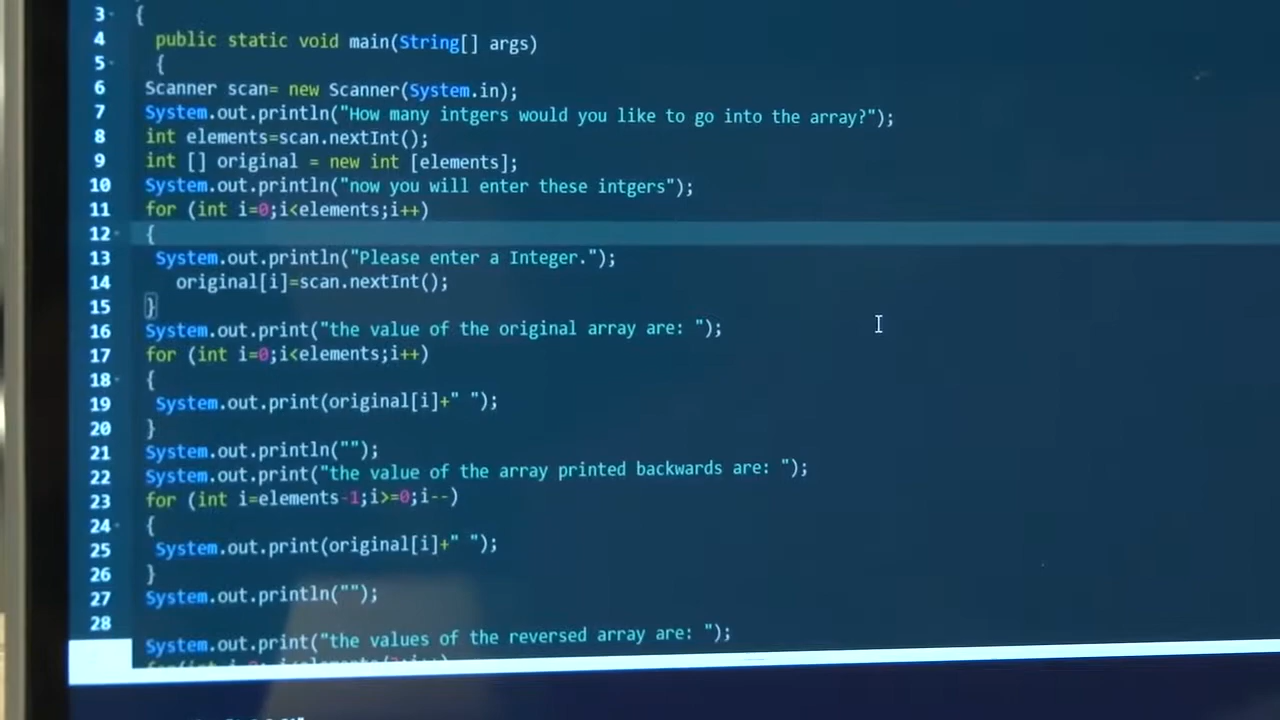 3 {
4 public static void main(String[] args)
5 {
6 Scanner scan= new Scanner(System.in);
7 System.out.println("How many intgers would you like to go into the array?");
8 int elements=scan.nextInt();
9 int [] original = new int [elements];
10 System.out.println("now you will enter these intgers");
11 for (int i=0;i<elements;i++)
12 {
13 System.out.println("Please enter a Integer.");
14 original[i]=scan.nextInt();
15 }
16 System.out.print("the value of the original array are: ");
17 for (int i=0;i<elements;i++)
18 {
19 System.out.print(original[i]+" ");
20 }
21 System.out.println("");
22 System.out.print("the value of the array printed backwards are: ");
23 for (int i=elements-1;i>=0;i--)
24 {
25 System.out.print(original[i]+" ");
26 }
27 System.out.println("");
28
System.out.print("the values of the reversed array are: ");